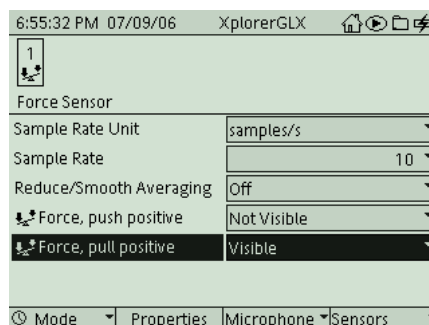 6:55:32 PM 07/09/06 XplorerGLX
1
Force Sensor
Sample Rate Unit samples/s
Sample Rate 10
Reduce/Smooth Averaging Off
Force, push positive Not Visible
Force, pull positive Visible
Mode Properties Microphone Sensors